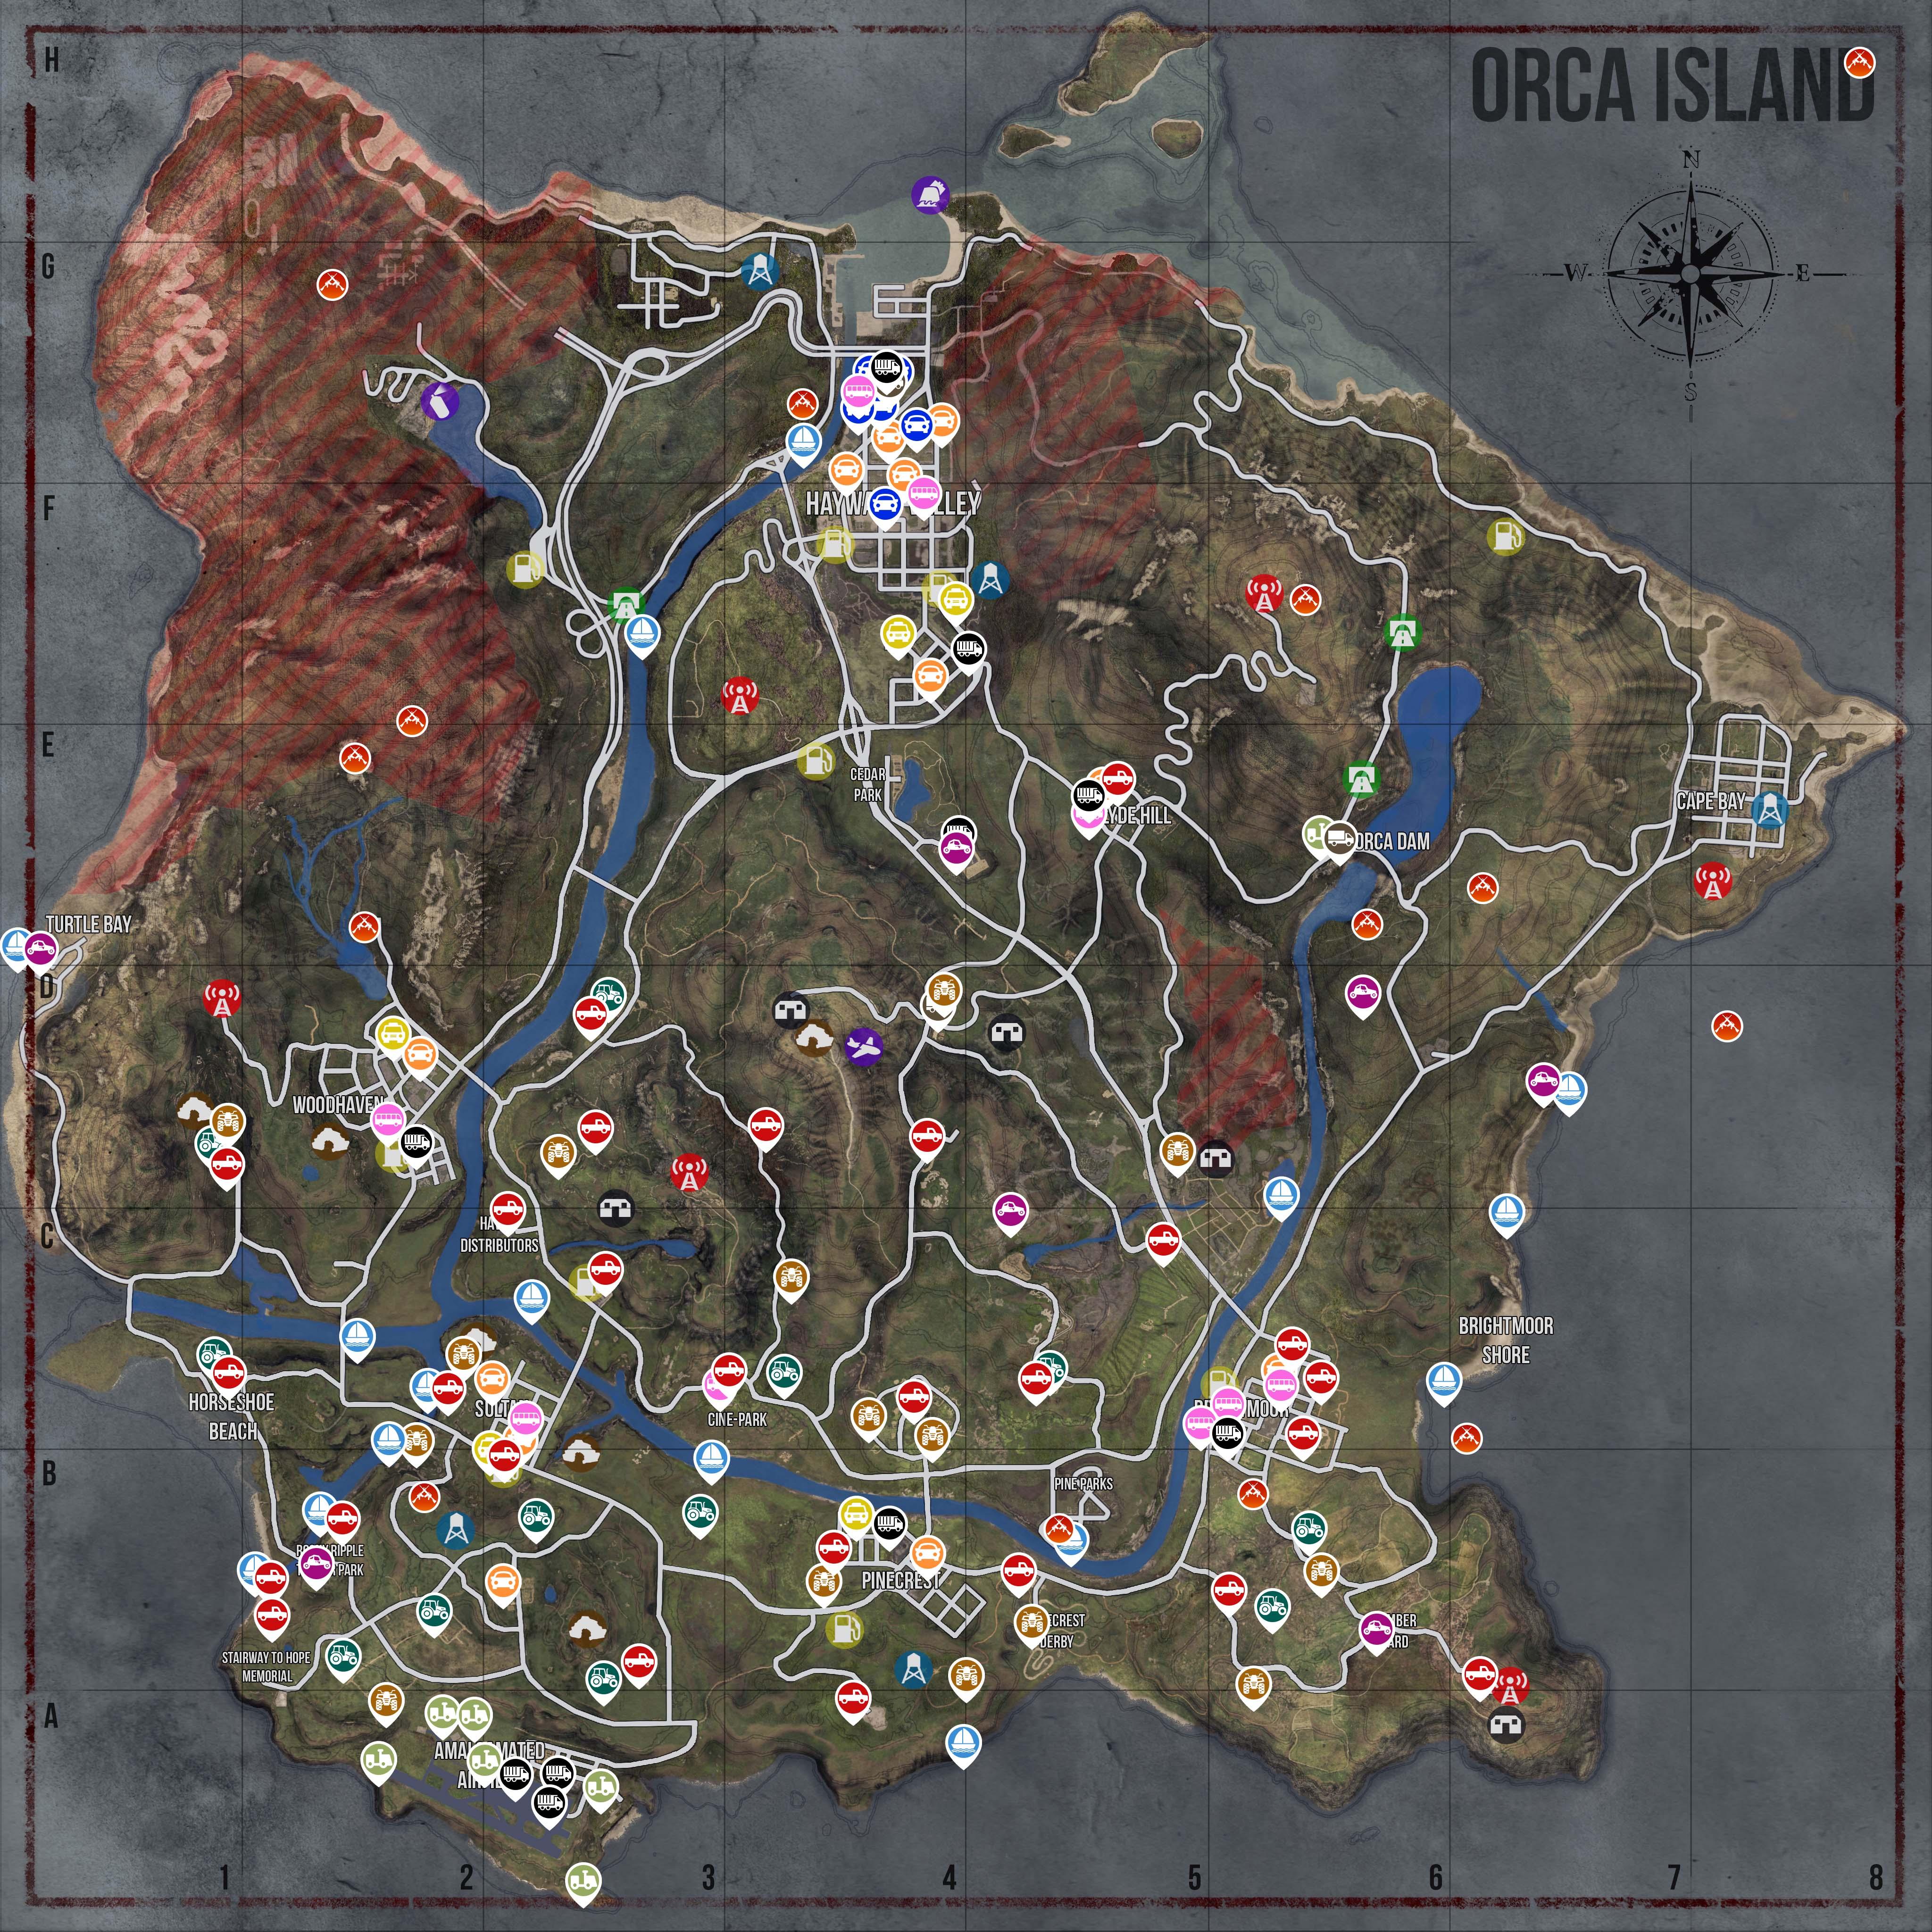 H
ORCA ISLAND
N
G
W
E
S
F
E
CEDAR
PARK
CAPE BAY
ORCA DAM
TURTLE BAY
D
WOODHAVEN
C
DISTRIBUTORS
BRIGHTMOOR
SHORE
HORSESHOE
BEACH
CINE-PARK
B
PINE PARKS
PARK
PINECREST
DERBY
STAIRWAY TO HOPE
MEMORIAL
A
1
2
3
4
5
6
7
8